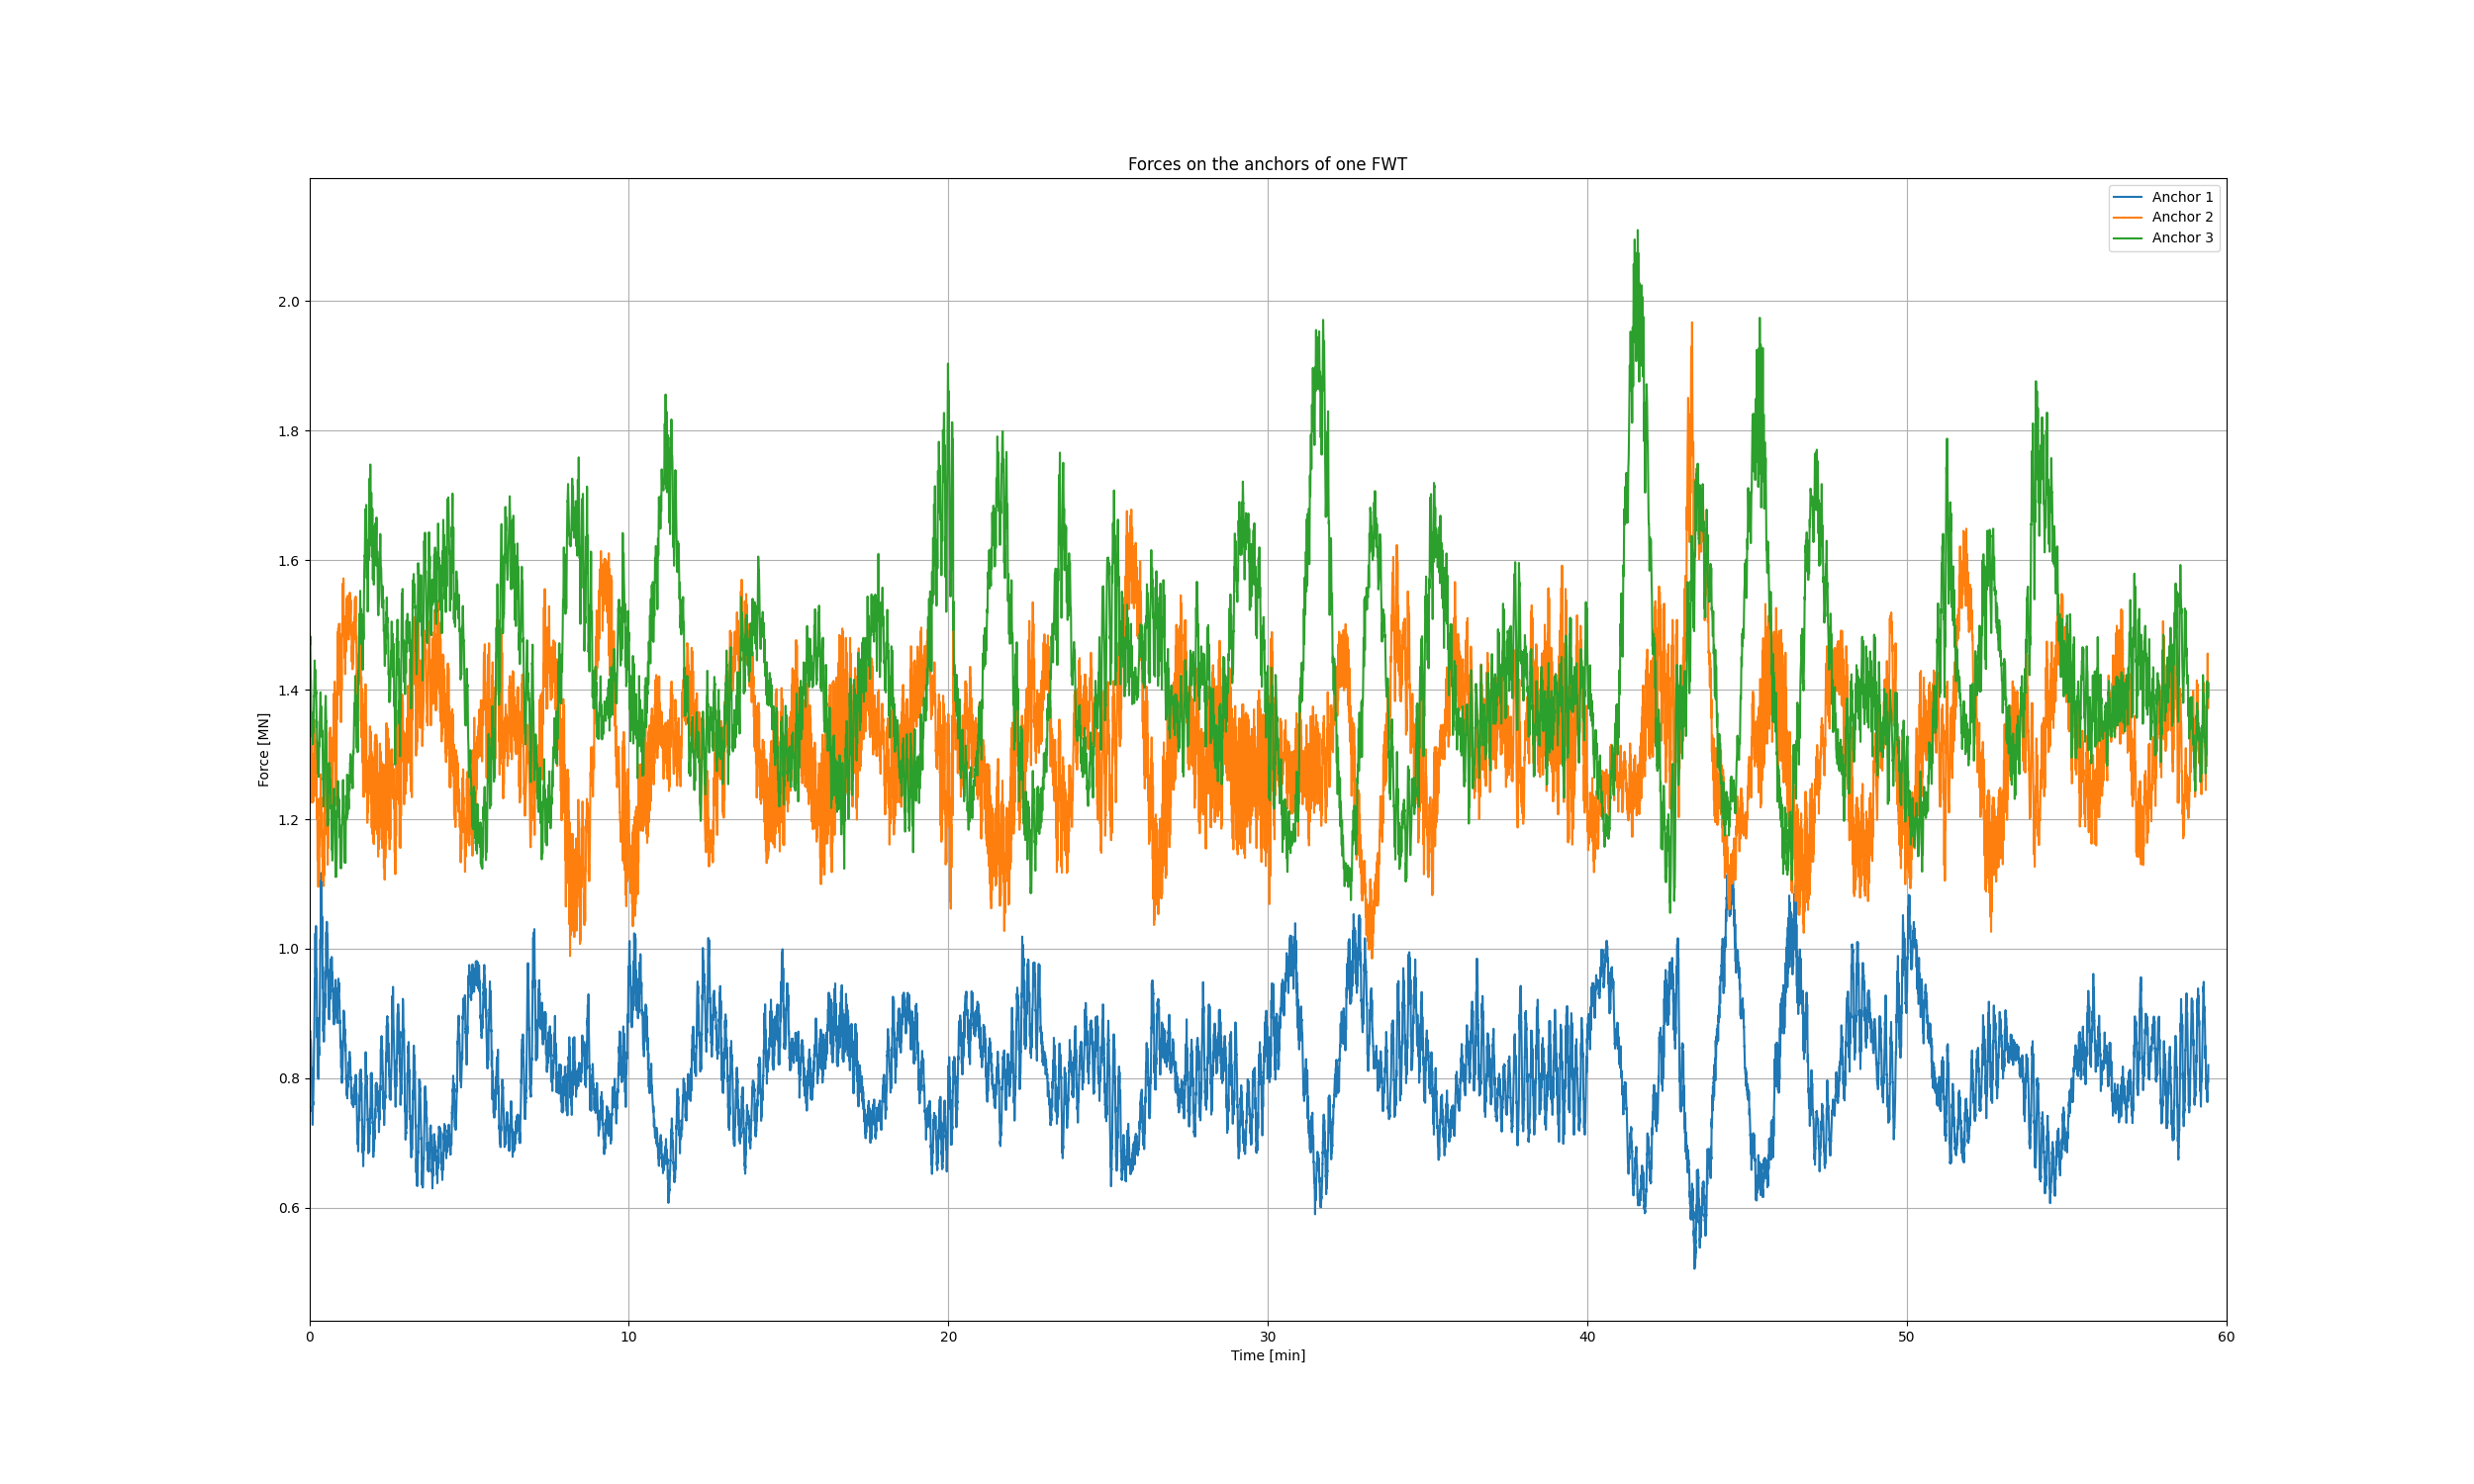 Forces on the anchors of one FWT
Anchor 1
Anchor 2
Anchor 3
Force [MN]
2.0
1.8
1.6
1.4
1.2
1.0
0.8
0.6
0 10 20 30 40 50 60
Time [min]